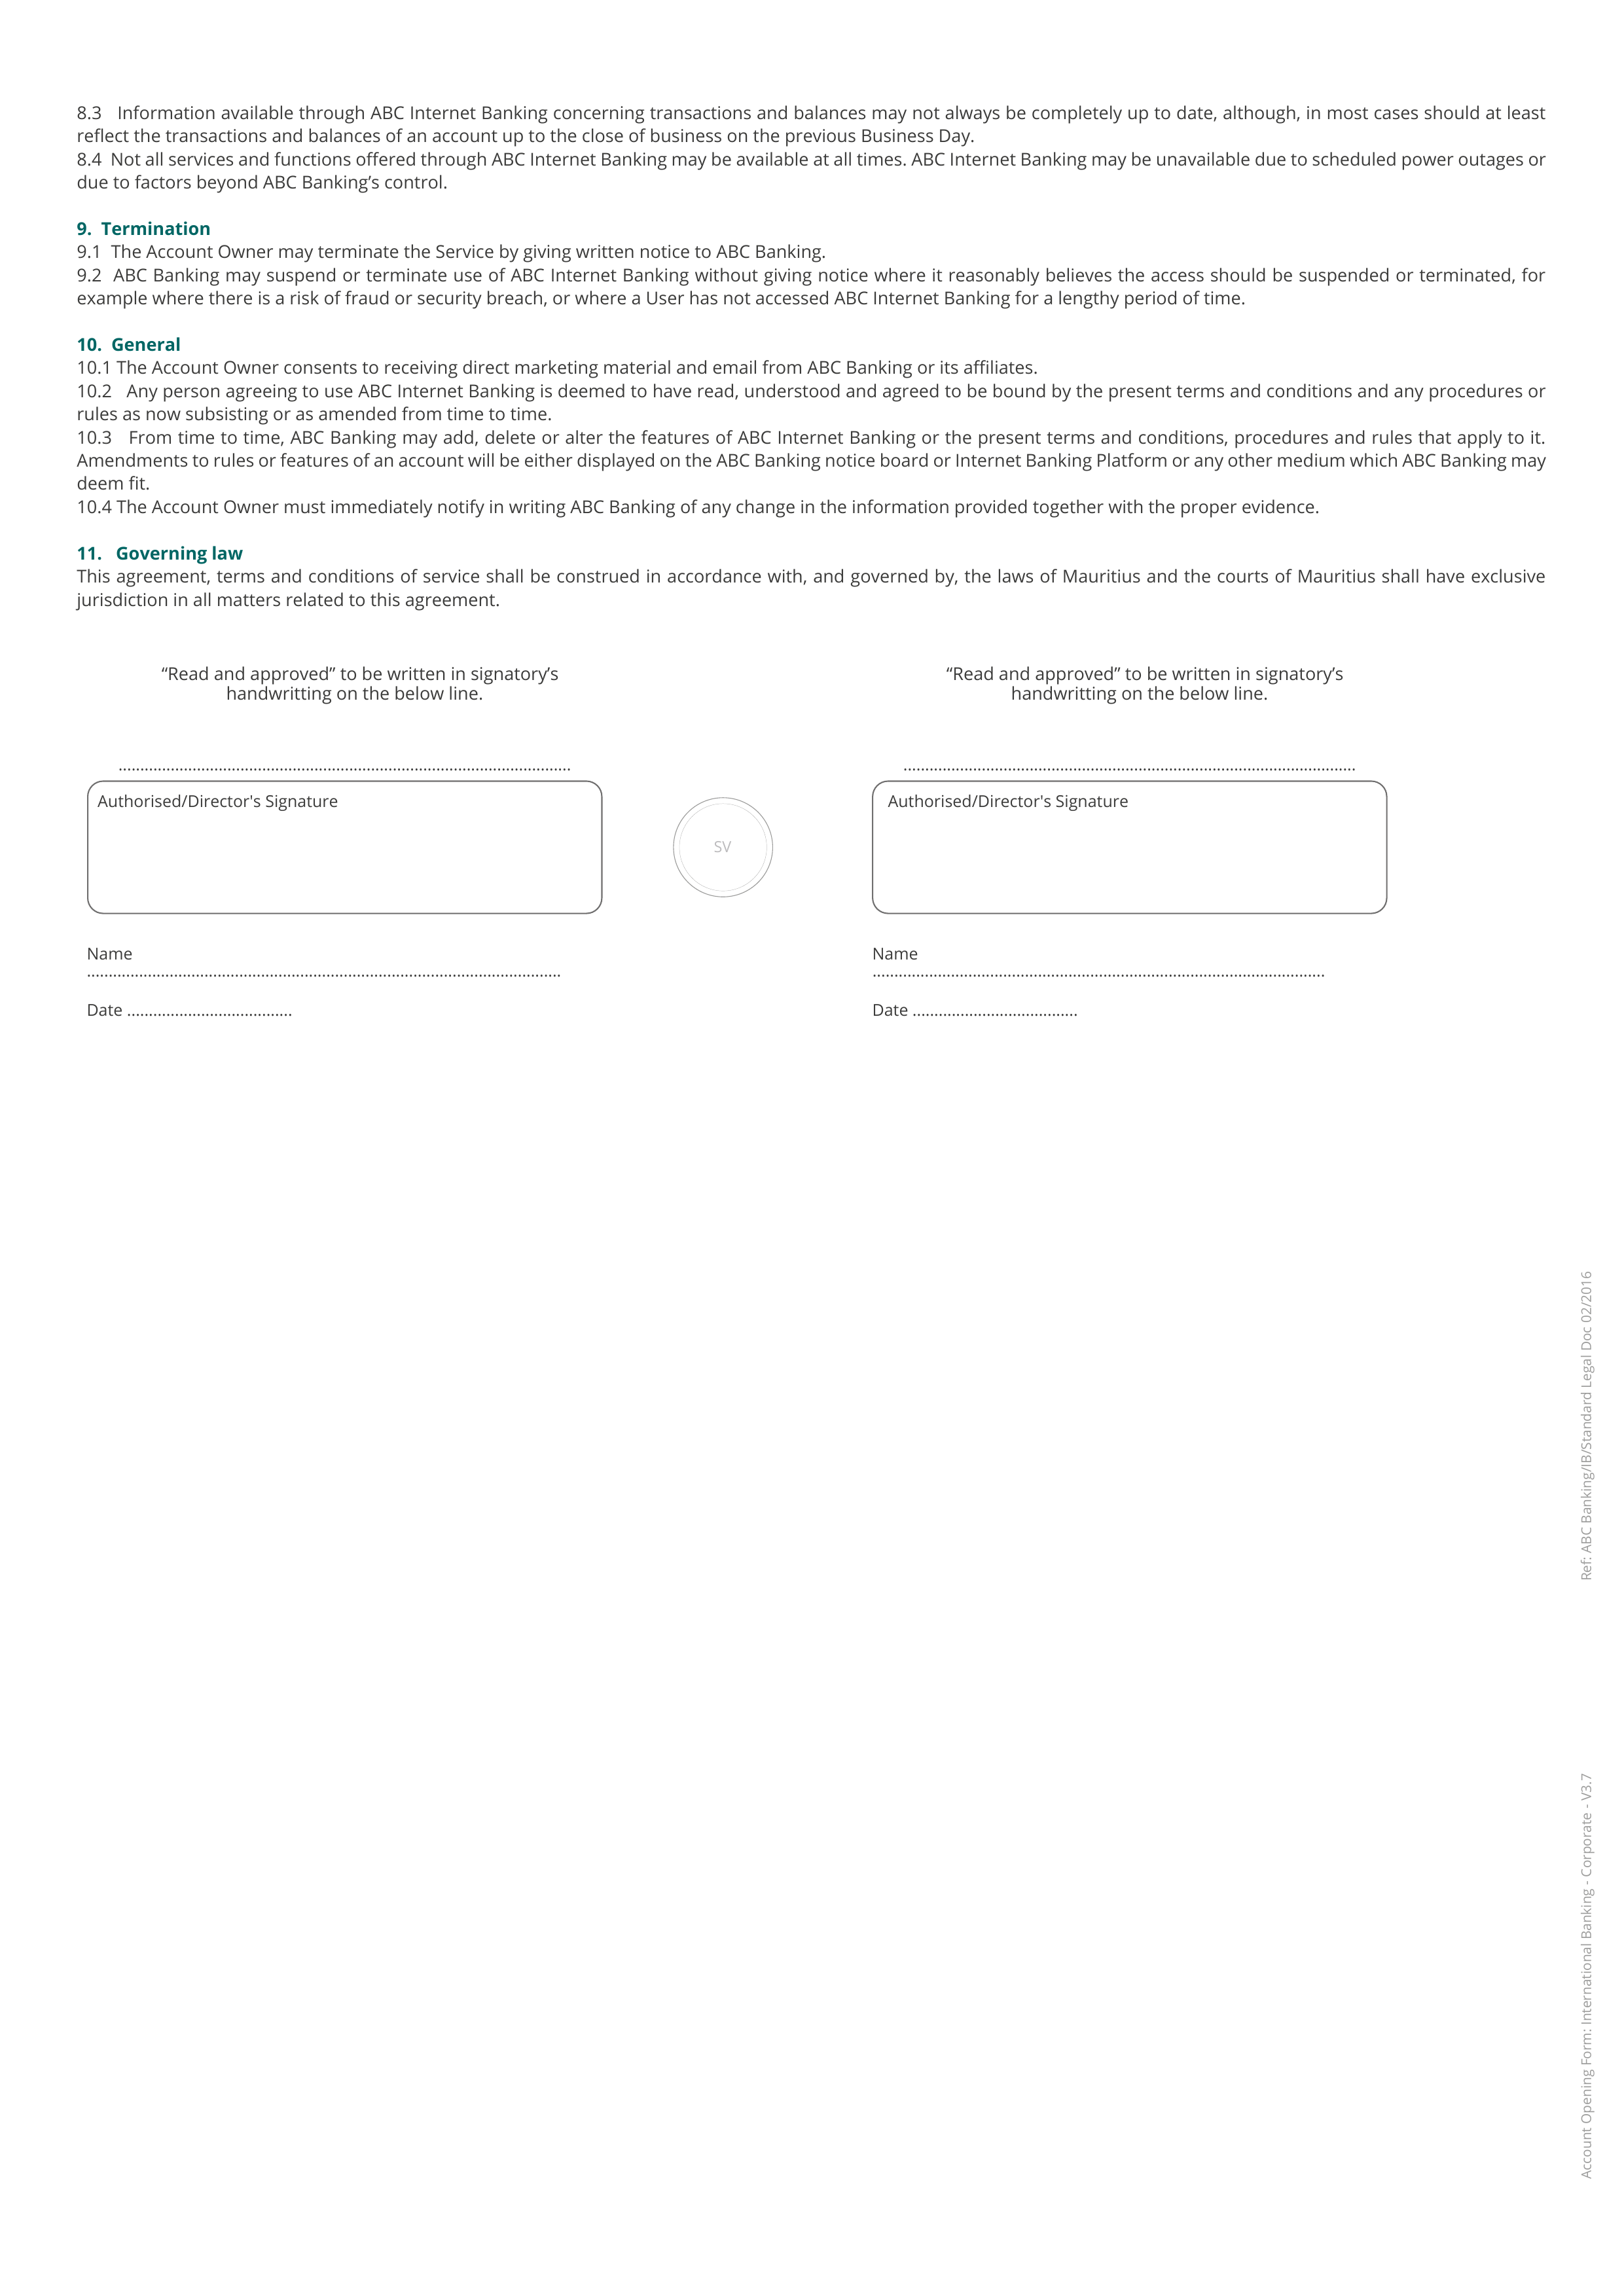 8.3 Information available through ABC Internet Banking concerning transactions and balances may not always be completely up to date, although, in most cases should at least
reflect the transactions and balances of an account up to the close of business on the previous Business Day.
8.4 Not all services and functions offered through ABC Internet Banking may be available at all times. ABC Internet Banking may be unavailable due to scheduled power outages or
due to factors beyond ABC Banking’s control.
9. Termination
9.1 The Account Owner may terminate the Service by giving written notice to ABC Banking.
9.2 ABC Banking may suspend or terminate use of ABC Internet Banking without giving notice where it reasonably believes the access should be suspended or terminated, for
example where there is a risk of fraud or security breach, or where a User has not accessed ABC Internet Banking for a lengthy period of time.
10. General
10.1 The Account Owner consents to receiving direct marketing material and email from ABC Banking or its affiliates.
10.2 Any person agreeing to use ABC Internet Banking is deemed to have read, understood and agreed to be bound by the present terms and conditions and any procedures or
rules as now subsisting or as amended from time to time.
10.3 From time to time, ABC Banking may add, delete or alter the features of ABC Internet Banking or the present terms and conditions, procedures and rules that apply to it.
Amendments to rules or features of an account will be either displayed on the ABC Banking notice board or Internet Banking Platform or any other medium which ABC Banking may
deem fit.
10.4 The Account Owner must immediately notify in writing ABC Banking of any change in the information provided together with the proper evidence.
11. Governing law
This agreement, terms and conditions of service shall be construed in accordance with, and governed by, the laws of Mauritius and the courts of Mauritius shall have exclusive
jurisdiction in all matters related to this agreement.
“Read and approved” to be written in signatory’s
handwritting on the below line.
Authorised/Director's Signature
Name
Date ......................................
SV
“Read and approved” to be written in signatory’s
handwritting on the below line.
Authorised/Director's Signature
Name
Date ......................................
Ref: ABC Banking/IB/Standard Legal Doc 02/2016
Account Opening Form: International Banking - Corporate - V3.7